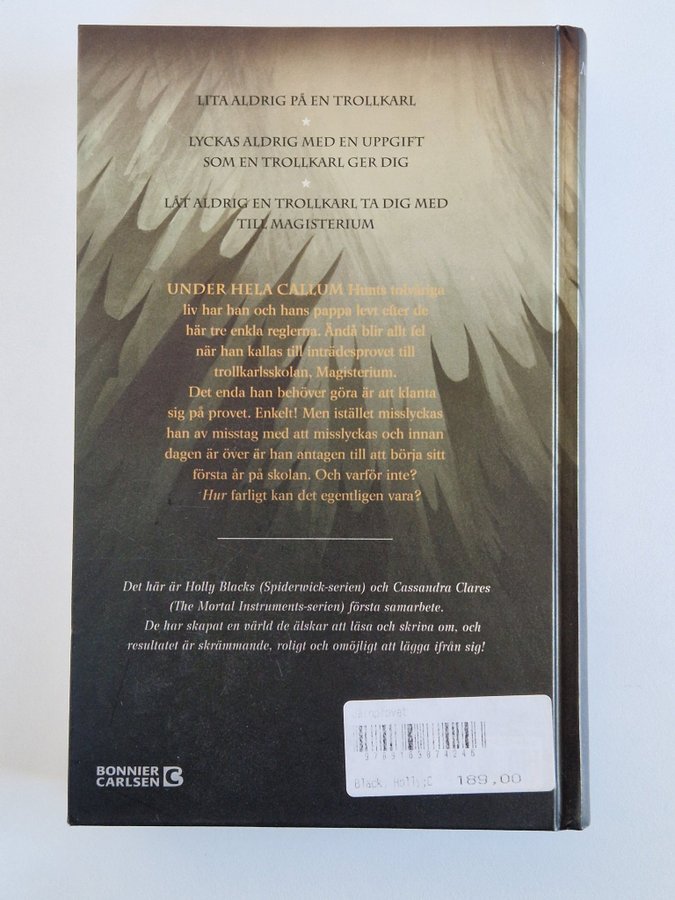 LITA ALDRIG PÅ EN TROLLKARL
LYCKAS ALDRIG MED EN UPPGIFT
SOM EN TROLLKARL GER DIG
LÅT ALDRIG EN TROLLKARL TA DIG MED
TILL MAGISTERIUM
UNDER HELA CALLUM Hunts tolvåriga
liv har han och hans pappa levt efter de
här tre enkla reglerna. Ändå blir allt fel
när han kallas till inträdesprovet till
trollkarlsskolan, Magisterium.
Det enda han behöver göra är att klanta
sig på provet. Enkelt! Men istället misslyckas
han av misstag med att misslyckas och innan
dagen är över är han antagen till att börja sitt
första år på skolan. Och varför inte?
Hur farligt kan det egentligen vara?
Det här är Holly Blacks (Spiderwick-serien) och Cassandra Clares
(The Mortal Instruments-serien) första samarbete.
De har skapat en värld de älskar att läsa och skriva om, och
resultatet är skrämmande, roligt och omöjligt att lägga ifrån sig!
Järnprovet
Black, Holly;C 189,00
BONNIER
CARLSEN